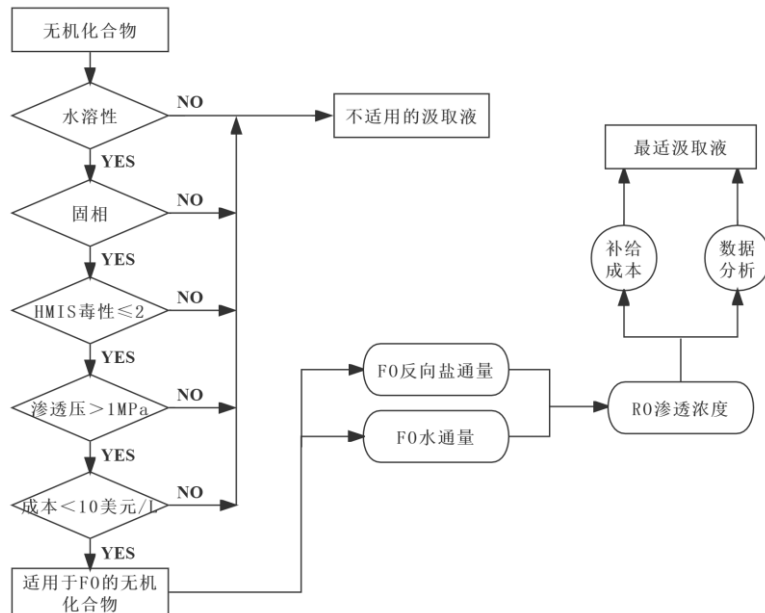 无机化合物
水溶性
NO
不适用的汲取液
YES
固相
NO
YES
HMIS毒性≤2
NO
YES
渗透压＞1MPa
NO
YES
成本＜10美元/L
NO
YES
适用于FO的无机
化合物
FO反向盐通量
FO水通量
RO渗透浓度
补给
成本
数据
分析
最适汲取液